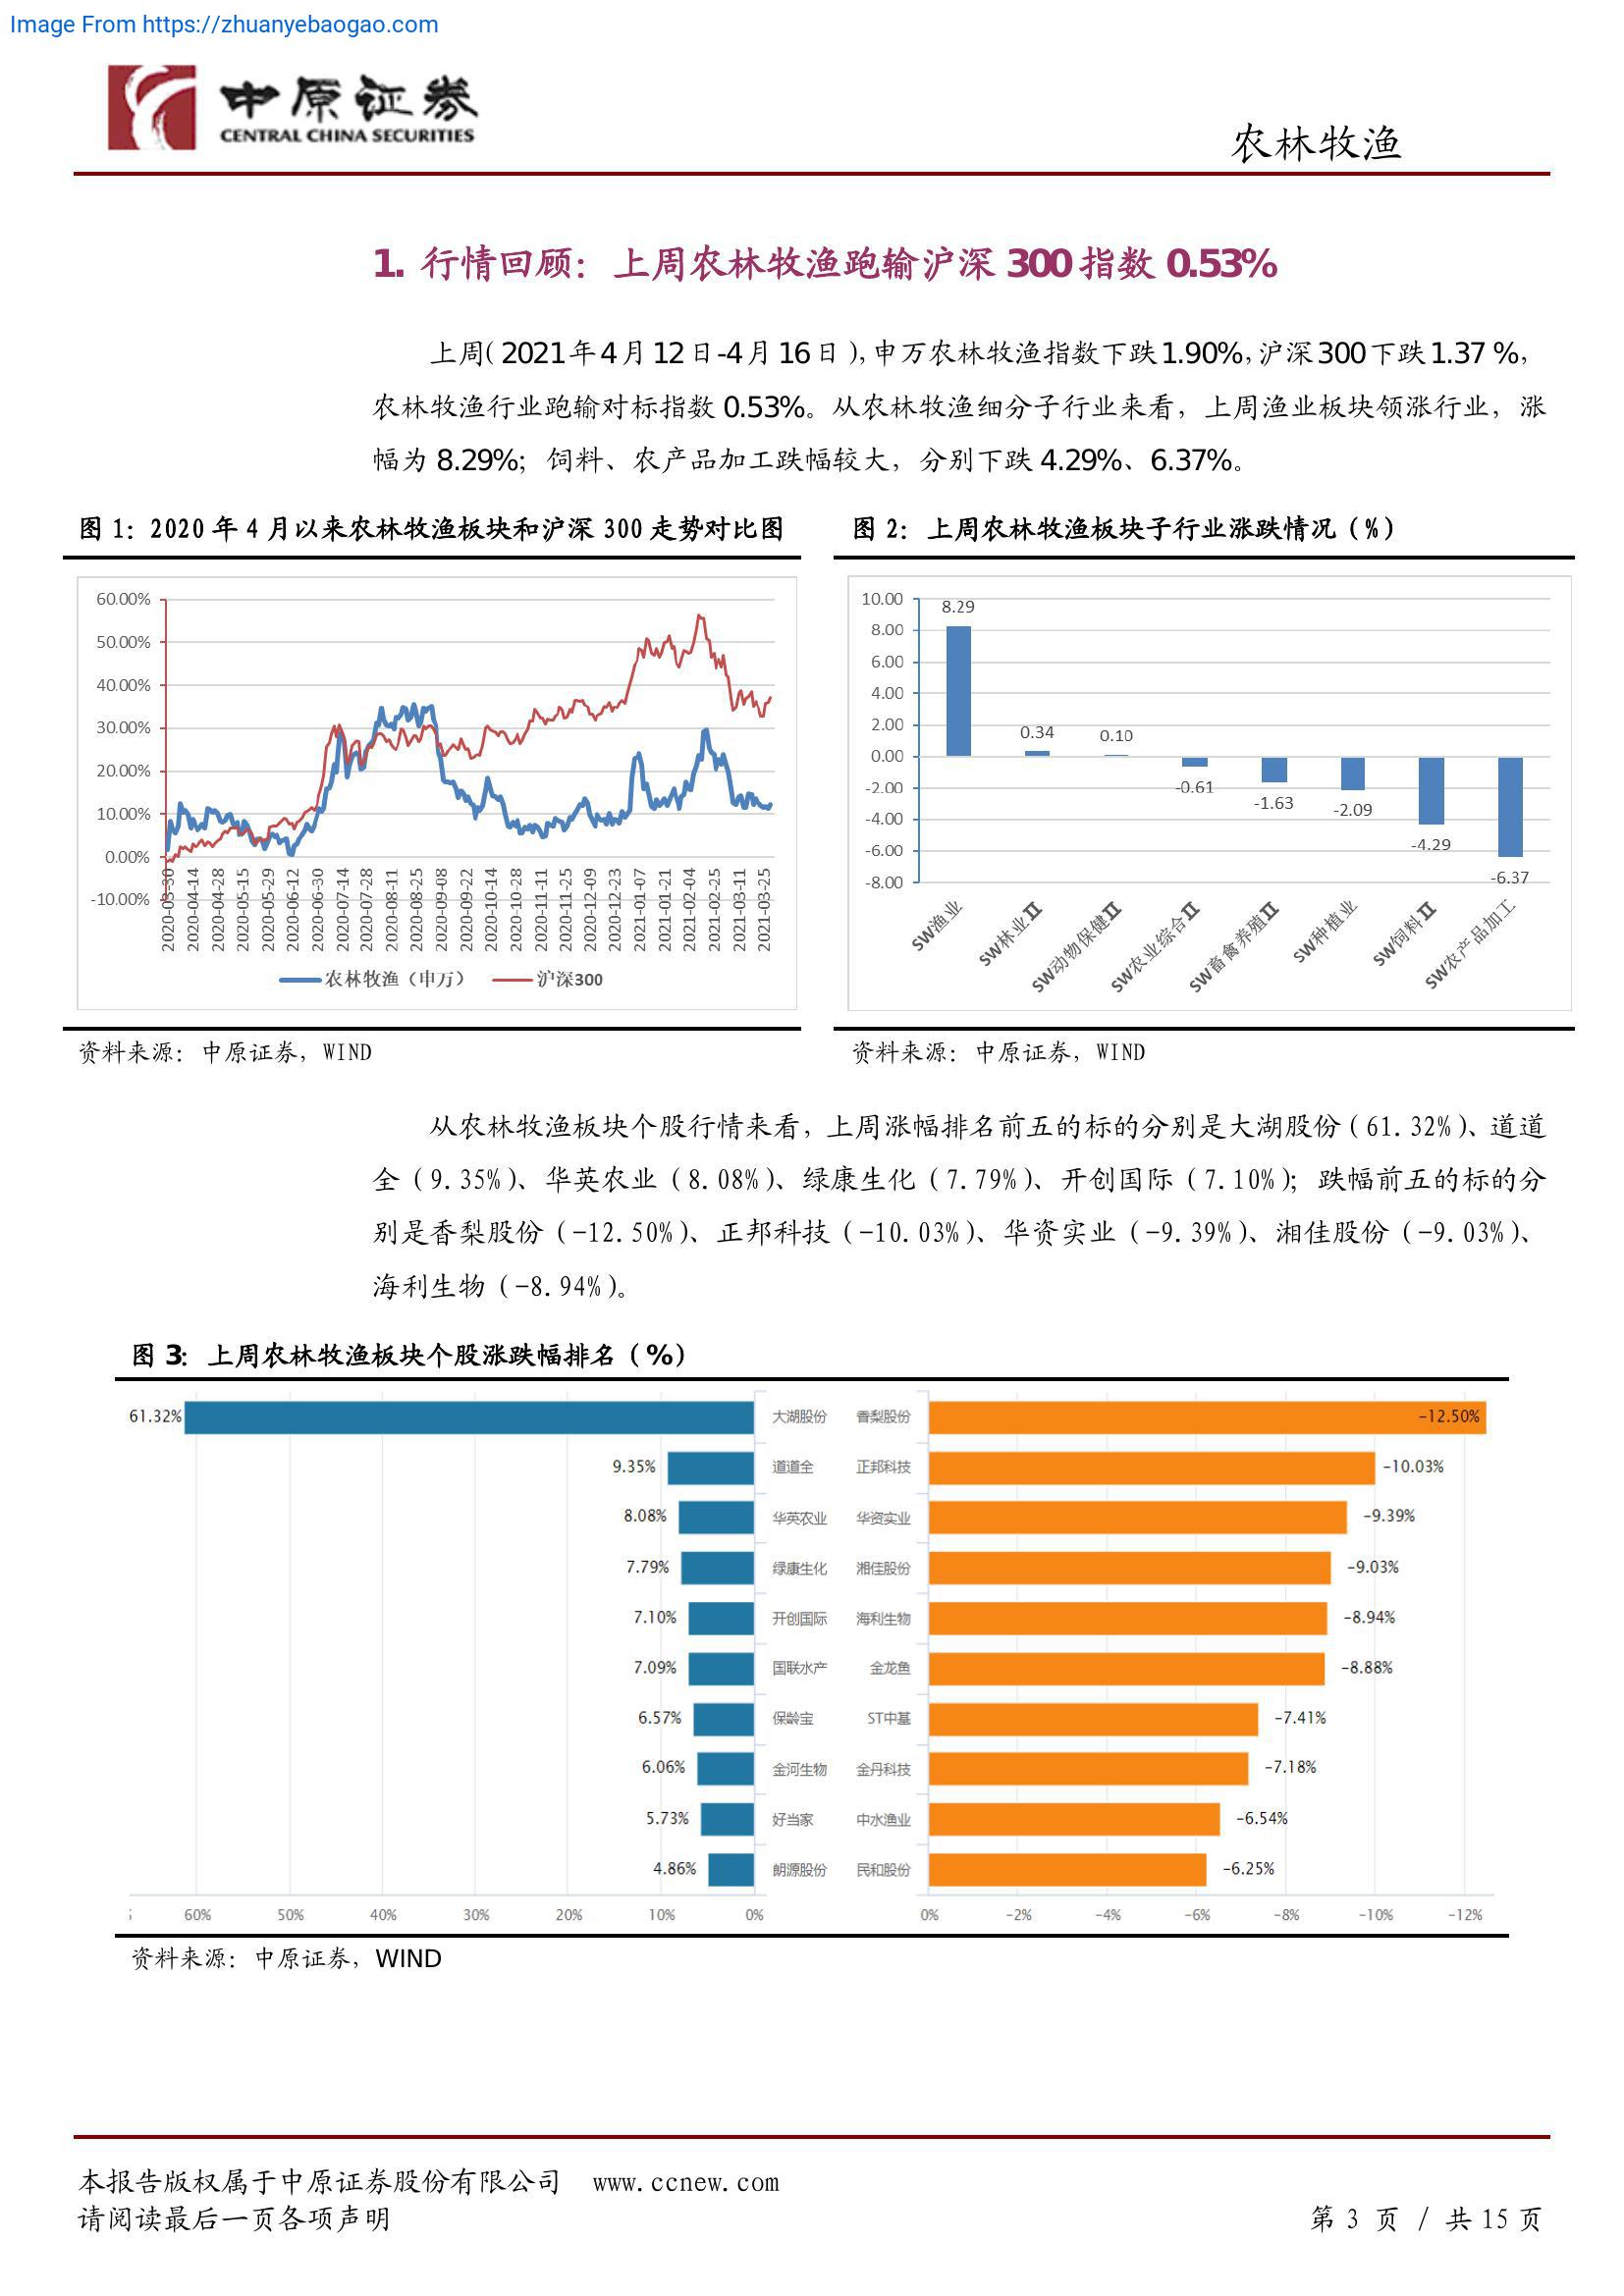 Image From https://zhuanyebaogao.com
中原证券
CENTRAL CHINA SECURITIES
农林牧渔
1. 行情回顾：上周农林牧渔跑输沪深 300 指数 0.53%
上周( 2021 年 4 月 12 日-4 月 16 日 ),申万农林牧渔指数下跌 1.90%，沪深 300 下跌 1.37 %，
农林牧渔行业跑输对标指数 0.53%。从农林牧渔细分子行业来看，上周渔业板块领涨行业，涨
幅为 8.29%；饲料、农产品加工跌幅较大，分别下跌 4.29%、6.37%。
图 1：2020 年 4 月以来农林牧渔板块和沪深 300 走势对比图
60.00%
50.00%
40.00%
30.00%
20.00%
10.00%
0.00%
-10.00%
2020-03-30
2020-04-14
2020-04-28
2020-05-15
2020-05-29
2020-06-12
2020-06-30
2020-07-14
2020-07-28
2020-08-11
2020-08-25
2020-09-08
2020-09-22
2020-10-14
2020-10-28
2020-11-11
2020-11-25
2020-12-09
2020-12-23
2021-01-07
2021-01-21
2021-02-04
2021-02-25
2021-03-11
2021-03-25
农林牧渔（申万） 沪深300
资料来源：中原证券，WIND
图 2：上周农林牧渔板块子行业涨跌情况（%）
10.00
8.00
6.00
4.00
2.00
0.00
-2.00
-4.00
-6.00
-8.00
8.29
0.34
0.10
-0.61
-1.63
-2.09
-4.29
-6.37
SW渔业
SW林业Ⅱ
SW动物保健Ⅱ
SW农业综合Ⅱ
SW畜禽养殖Ⅱ
SW种植业
SW饲料Ⅱ
SW农产品加工
资料来源：中原证券，WIND
从农林牧渔板块个股行情来看，上周涨幅排名前五的标的分别是大湖股份（61.32%）、道道
全（9.35%）、华英农业（8.08%）、绿康生化（7.79%）、开创国际（7.10%）；跌幅前五的标的分
别是香梨股份（-12.50%）、正邦科技（-10.03%）、华资实业（-9.39%）、湘佳股份（-9.03%）、
海利生物（-8.94%）。
图 3：上周农林牧渔板块个股涨跌幅排名（%）
61.32% 大湖股份 香梨股份 -12.50%
9.35% 道道全 正邦科技 -10.03%
8.08% 华英农业 华资实业 -9.39%
7.79% 绿康生化 湘佳股份 -9.03%
7.10% 开创国际 海利生物 -8.94%
7.09% 国联水产 金龙鱼 -8.88%
6.57% 保龄宝 ST中基 -7.41%
6.06% 金河生物 金丹科技 -7.18%
5.73% 好当家 中水渔业 -6.54%
4.86% 朗源股份 民和股份 -6.25%
60% 50% 40% 30% 20% 10% 0% 0% -2% -4% -6% -8% -10% -12%
资料来源：中原证券，WIND
本报告版权属于中原证券股份有限公司 www.ccnew.com
请阅读最后一页各项声明
第 3 页 / 共 15 页